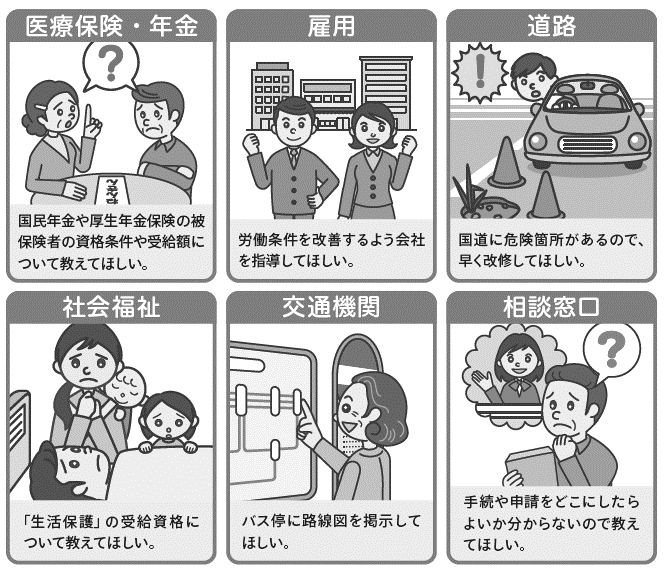 医療保険・年金
?
国民年金や厚生年金保険の被
保険者の資格条件や受給額に
ついて教えてほしい。
雇用
労働条件を改善するよう会社
を指導してほしい。
道路
!
国道に危険箇所があるので、
早く改修してほしい。
社会福祉
「生活保護」の受給資格に
ついて教えてほしい。
交通機関
バス停に路線図を掲示して
ほしい。
相談窓口
?
手続や申請をどこにしたら
よいか分からないので教え
てほしい。